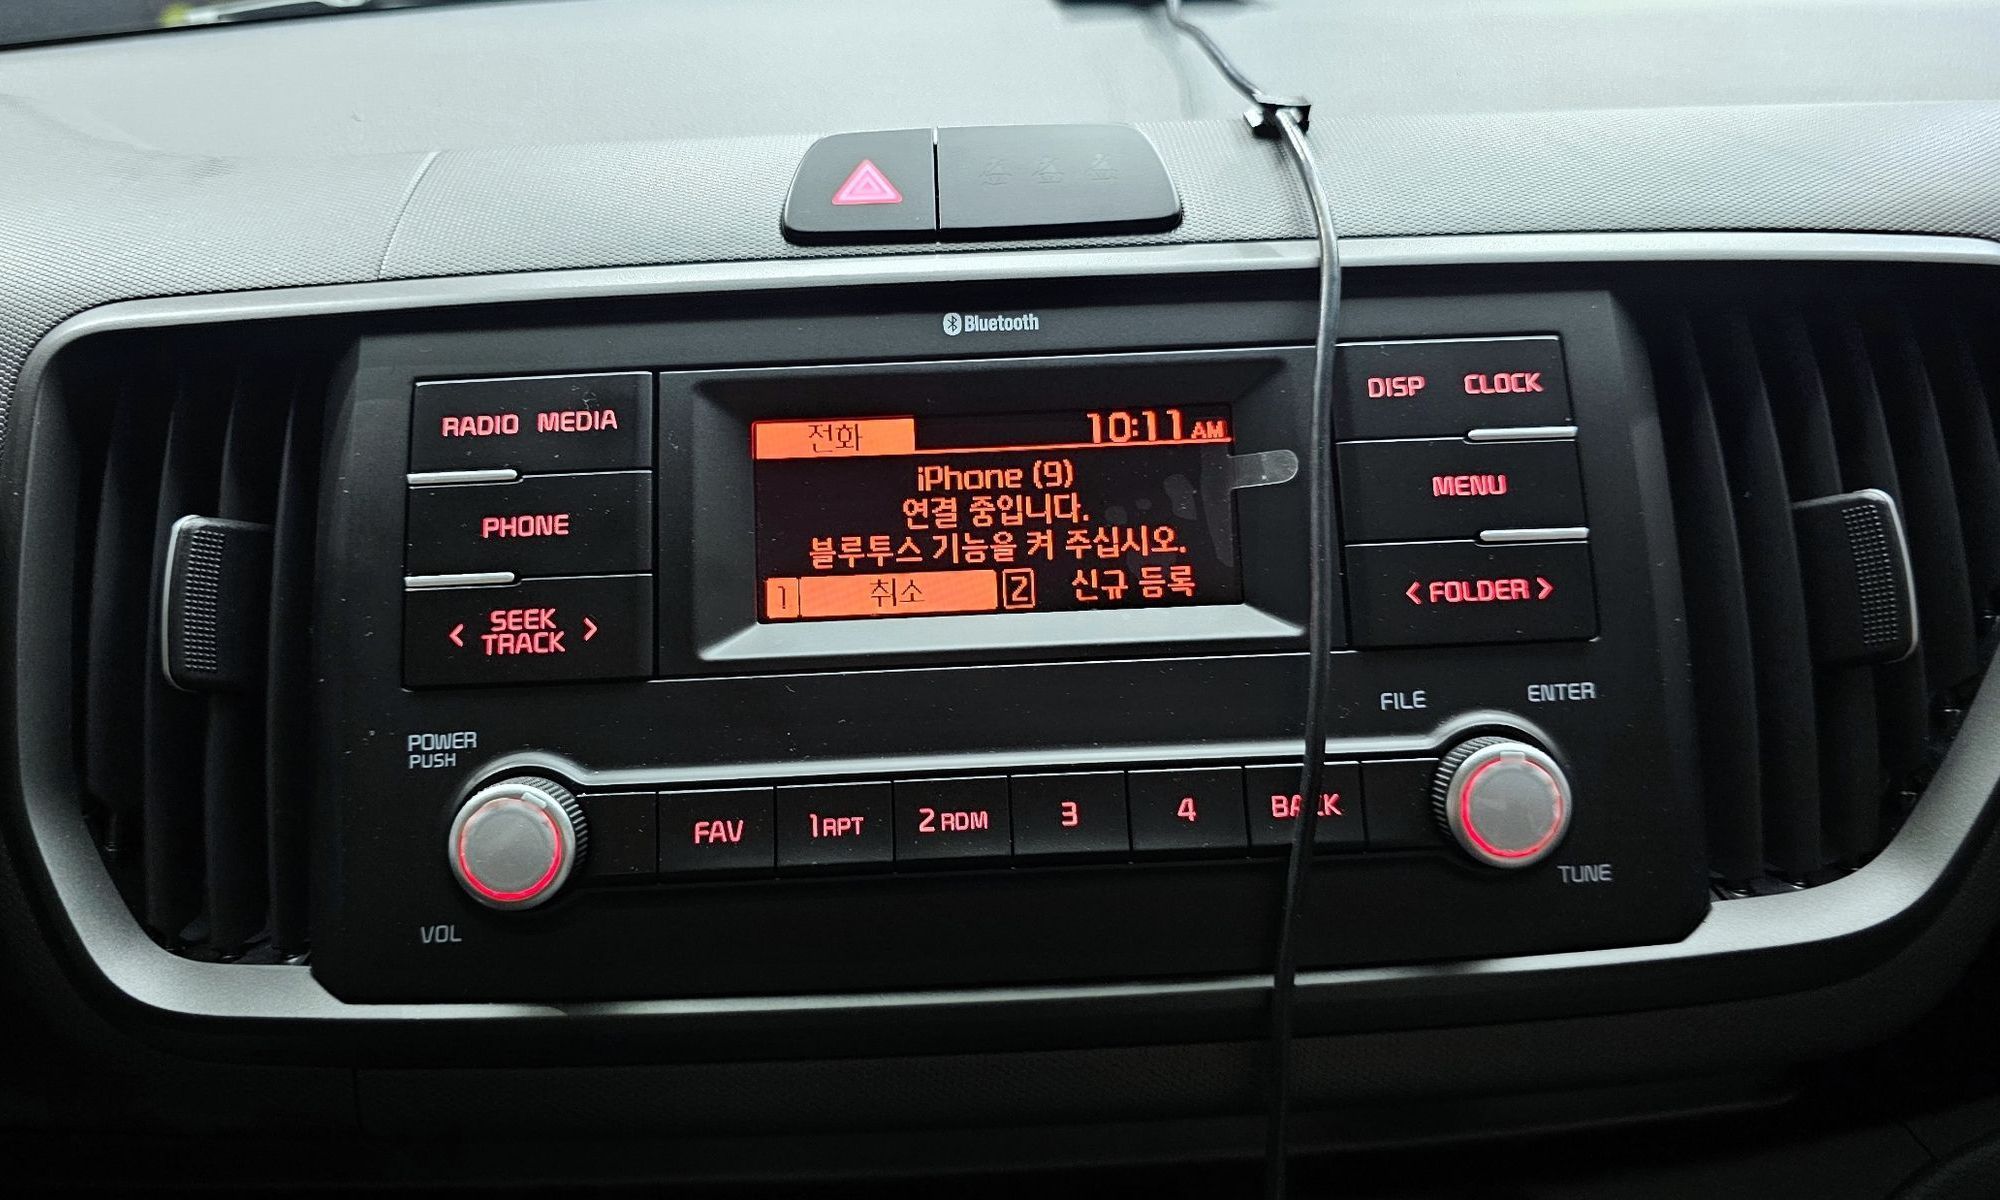 Bluetooth
RADIO MEDIA
PHONE
< SEEK TRACK >
전화 10:11 AM
iPhone (9)
연결 중입니다.
블루투스 기능을 켜 주십시오.
1 취소 2 신규 등록
DISP CLOCK
MENU
< FOLDER >
POWER
PUSH
VOL
FAV 1 RPT 2 RDM 3 4 BACK
FILE
ENTER
TUNE